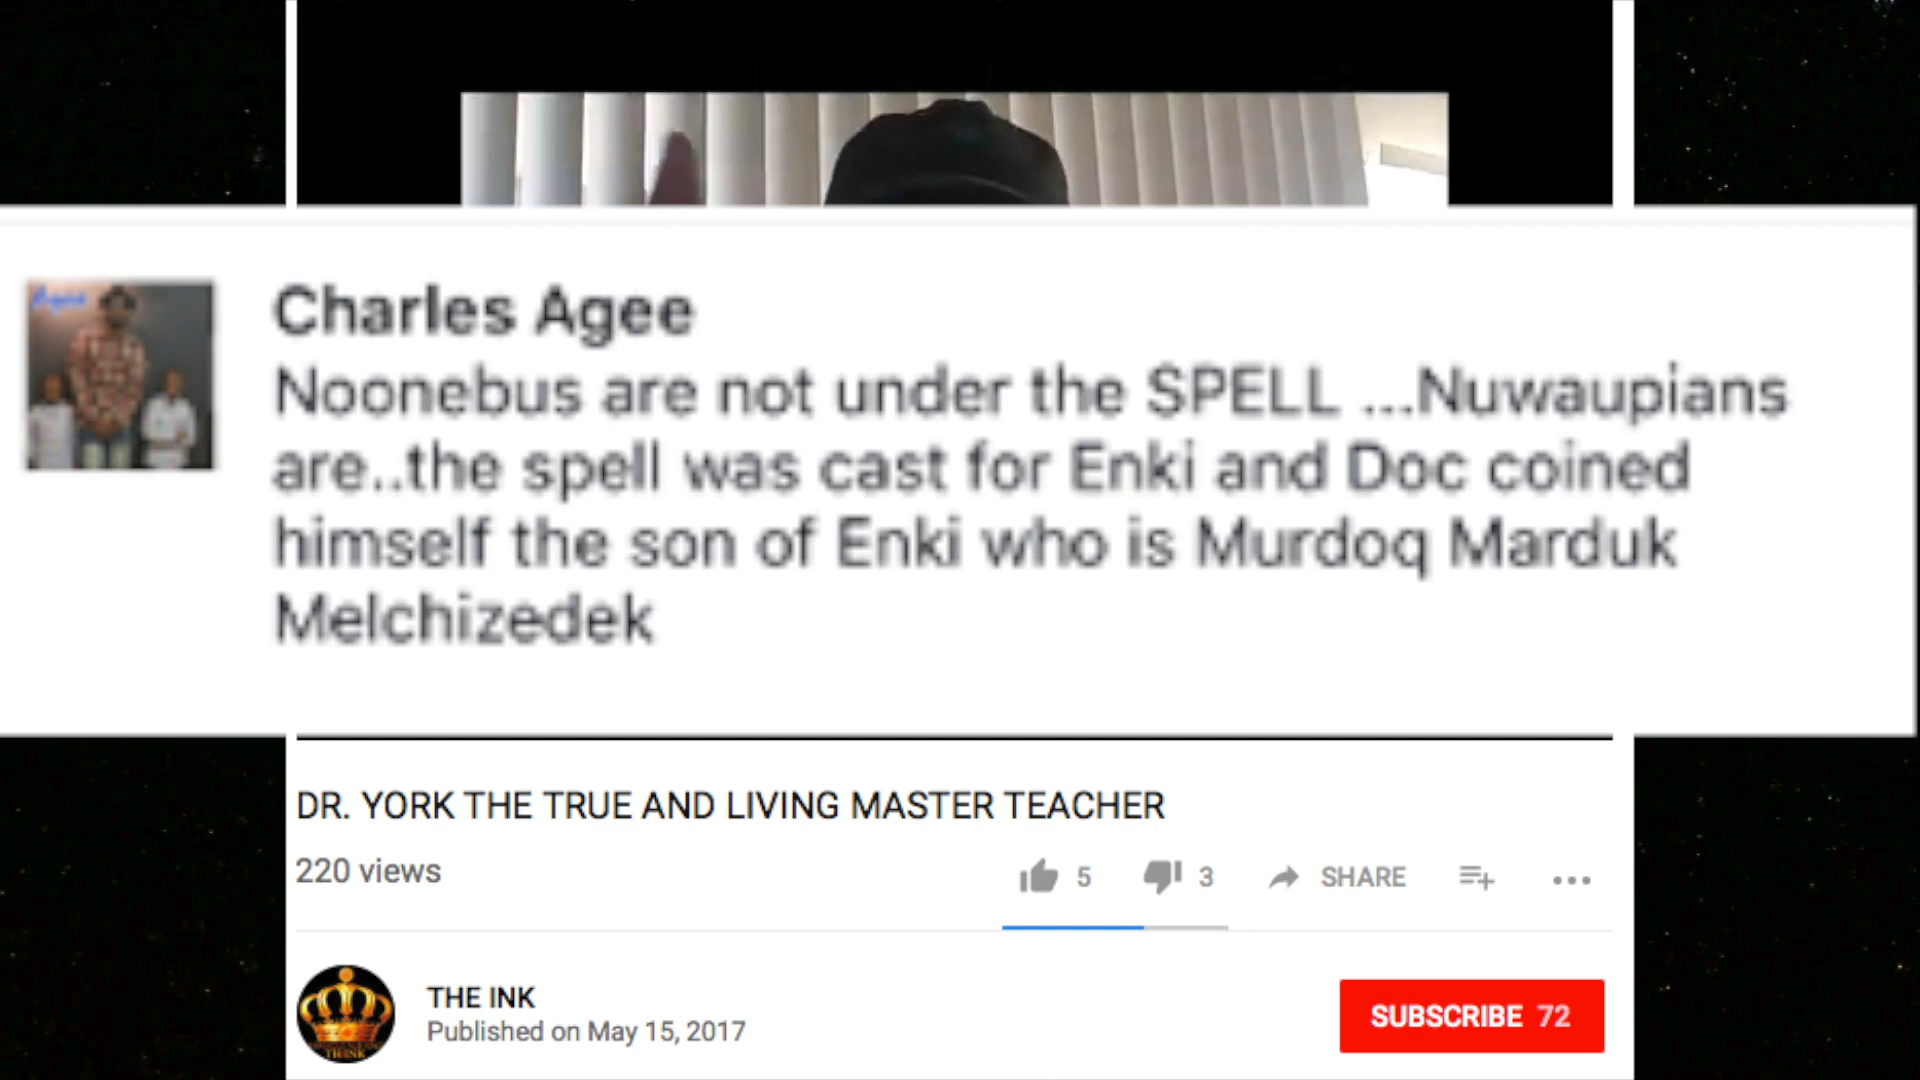 Charles Agee
Noonebus are not under the SPELL ...Nuwaupians
are..the spell was cast for Enki and Doc coined
himself the son of Enki who is Murdoq Marduk
Melchizedek
DR. YORK THE TRUE AND LIVING MASTER TEACHER
220 views
5
3
SHARE
THE INK
Published on May 15, 2017
SUBSCRIBE 72